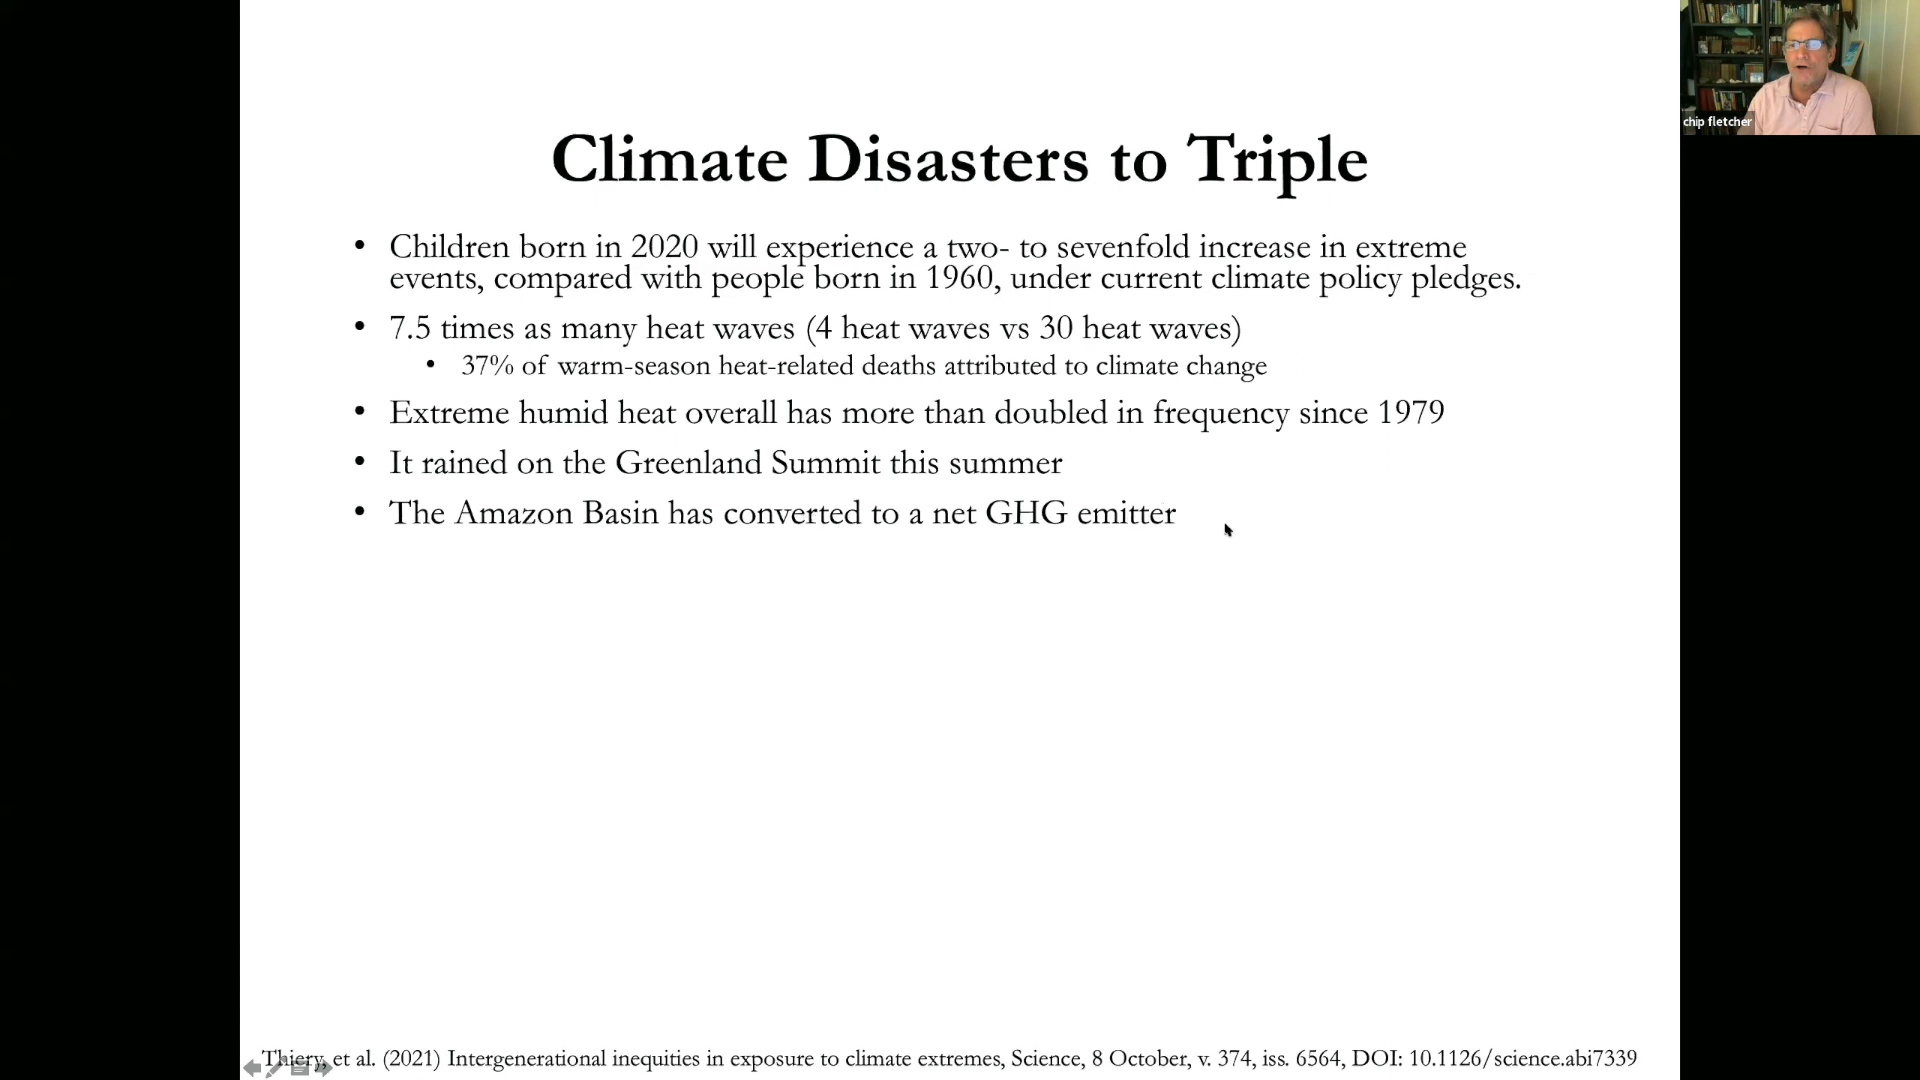 chip fletcher
Climate Disasters to Triple
• Children born in 2020 will experience a two- to sevenfold increase in extreme
events, compared with people born in 1960, under current climate policy pledges.
• 7.5 times as many heat waves (4 heat waves vs 30 heat waves)
• 37% of warm-season heat-related deaths attributed to climate change
• Extreme humid heat overall has more than doubled in frequency since 1979
• It rained on the Greenland Summit this summer
• The Amazon Basin has converted to a net GHG emitter
Thiery, et al. (2021) Intergenerational inequities in exposure to climate extremes, Science, 8 October, v. 374, iss. 6564, DOI: 10.1126/science.abi7339